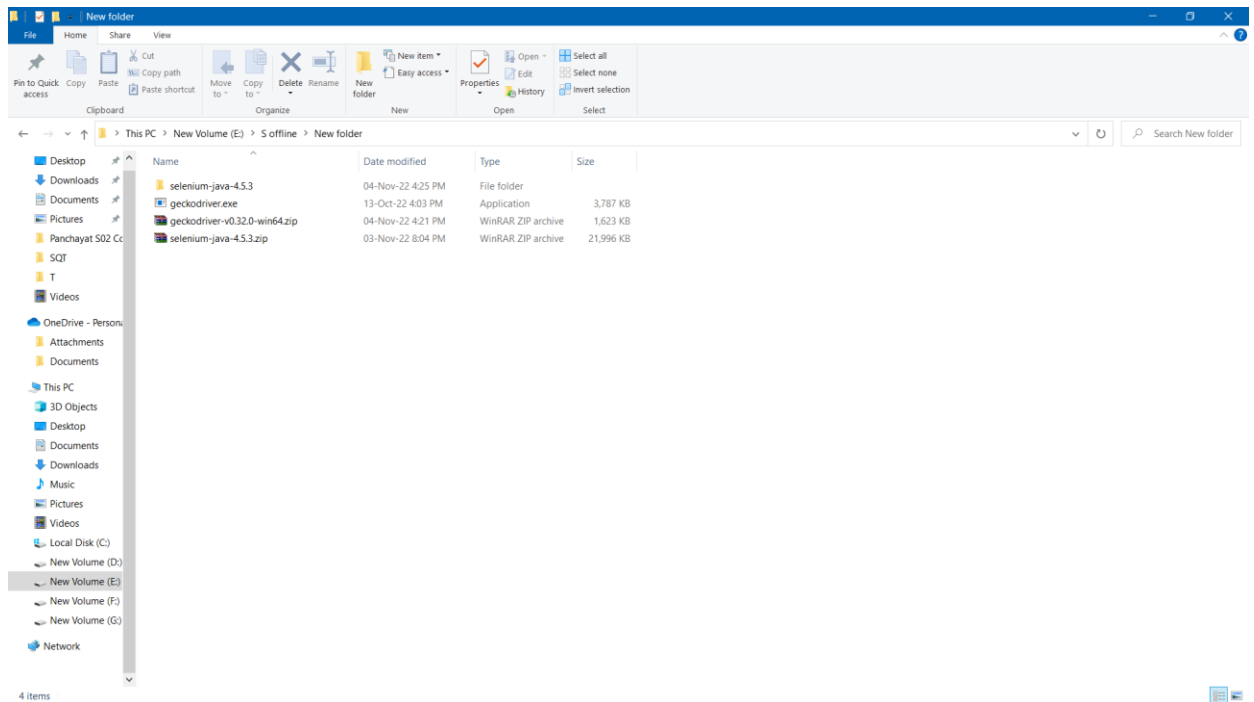 New folder
File Home Share View
Pin to Quick access
Copy
Paste
Cut
Copy path
Paste shortcut
Clipboard
Move to
Copy to
Delete
Rename
Organize
New folder
New item
Easy access
New
Properties
Open
Edit
History
Open
Select all
Select none
Invert selection
Select
This PC > New Volume (E:) > S offline > New folder
Search New folder
Desktop
Downloads
Documents
Pictures
Panchayat S02 Cc
SQT
T
Videos
OneDrive - Persona
Attachments
Documents
This PC
3D Objects
Desktop
Documents
Downloads
Music
Pictures
Videos
Local Disk (C:)
New Volume (D:)
New Volume (E:)
New Volume (F:)
New Volume (G:)
Network
Name Date modified Type Size
selenium-java-4.5.3 04-Nov-22 4:25 PM File folder
geckodriver.exe 13-Oct-22 4:03 PM Application 3,787 KB
geckodriver-v0.32.0-win64.zip 04-Nov-22 4:21 PM WinRAR ZIP archive 1,623 KB
selenium-java-4.5.3.zip 03-Nov-22 8:04 PM WinRAR ZIP archive 21,996 KB
4 items